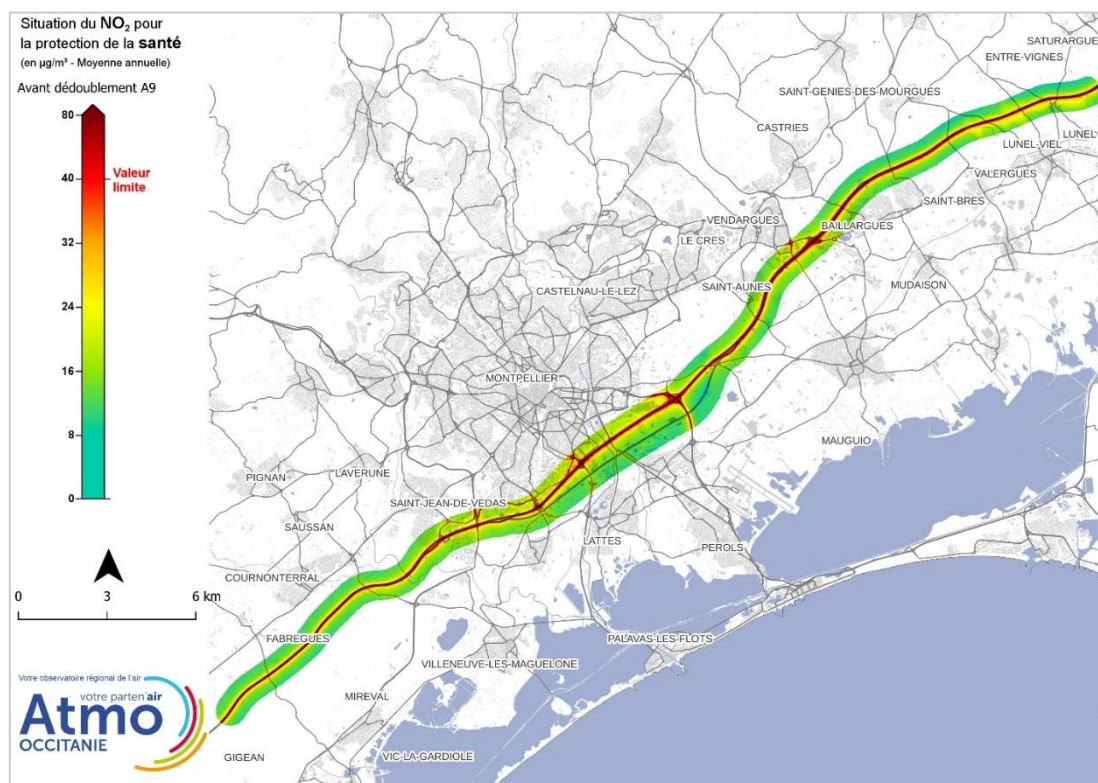 Situation du NO₂ pour
la protection de la santé
(en µg/m³ - Moyenne annuelle)
Avant dédoublement A9
80
40
Valeur
limite
32
24
16
8
0
0 3 6 km
Votre observatoire régional de l'air
votre parten'air
Atmo
OCCITANIE
SATURARGUE
ENTRE-VIGNES
SAINT-GENIES-DES-MOURGUES
CASTRIES
LUNEL
LUNEL-VIEL
VALERGUES
SAINT-BRES
VENDARGUES
BAILLARGUES
LE CRES
CASTELNAU-LE-LEZ
SAINT-AUNES
MUDAISON
MONTPELLIER
MAUGUIO
PIGNAN
LAVERUNE
SAINT-JEAN-DE-VEDAS
SAUSSAN
LATTES
PEROLS
COURNONTERRAL
FABREGUES
PALAVAS-LES-FLOTS
VILLENEUVE-LES-MAGUELONE
MIREVAL
GIGEAN
VIC-LA-GARDIOLE